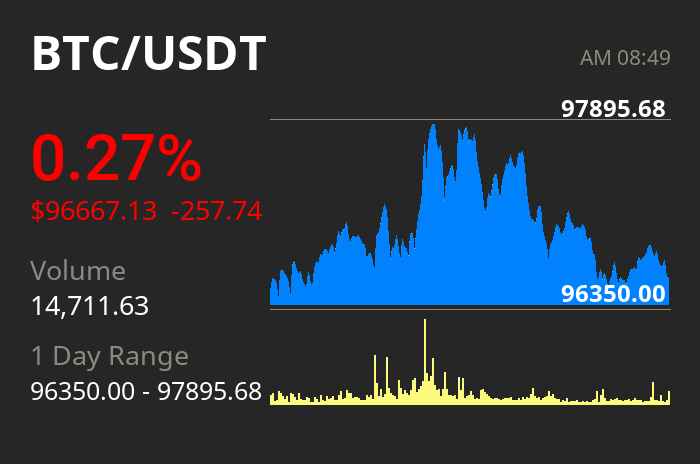 BTC/USDT
AM 08:49
97895.68
0.27%
$96667.13 -257.74
Volume
14,711.63
96350.00
1 Day Range
96350.00 - 97895.68